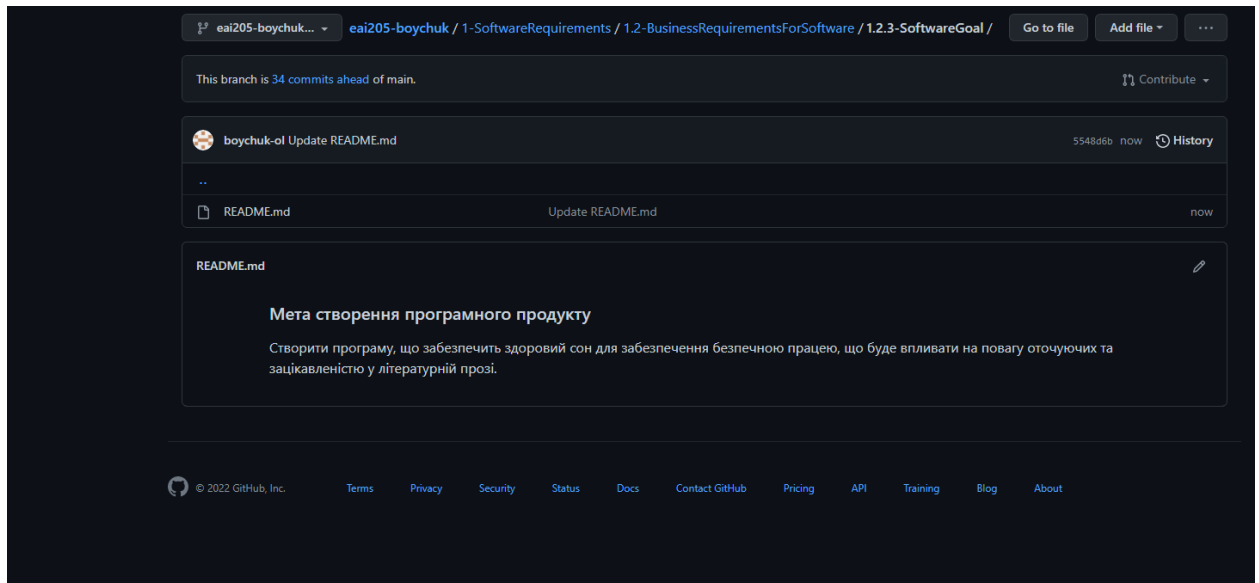 eai205-boychuk... eai205-boychuk / 1-SoftwareRequirements / 1.2-BusinessRequirementsForSoftware / 1.2.3-SoftwareGoal / Go to file Add file ...
This branch is 34 commits ahead of main. Contribute
boychuk-ol Update README.md 5548d6b now History
..
README.md Update README.md now
README.md
Мета створення програмного продукту
Створити програму, що забезпечить здоровий сон для забезпечення безпечною працею, що буде впливати на повагу оточуючих та
зацікавленістю у літературній прозі.
© 2022 GitHub, Inc. Terms Privacy Security Status Docs Contact GitHub Pricing API Training Blog About